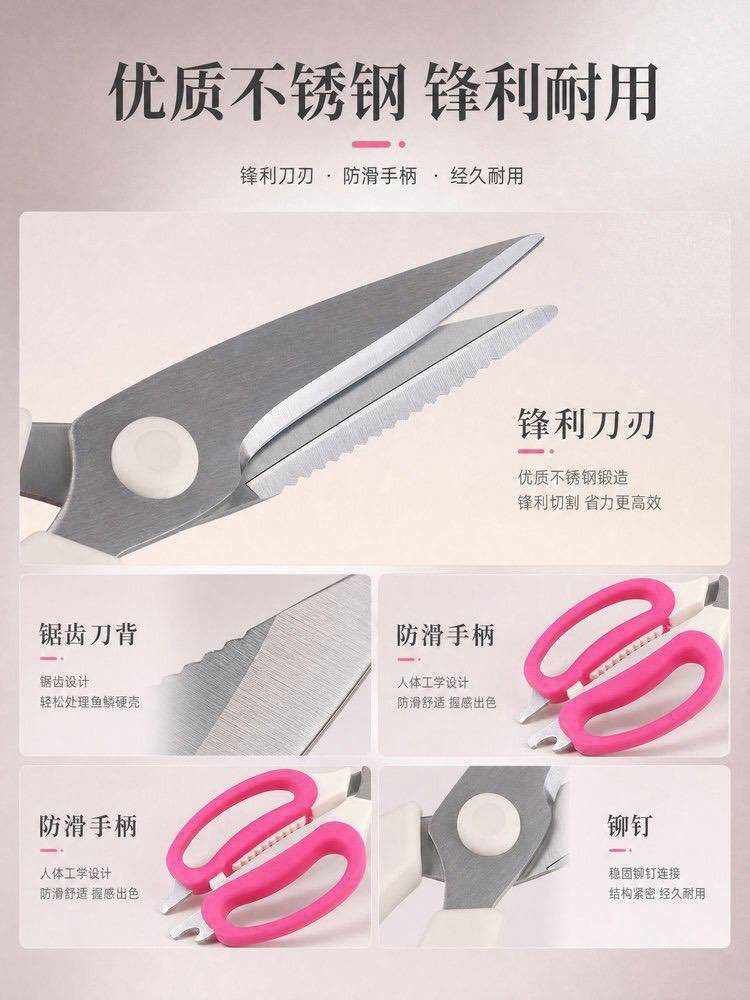 优质不锈钢 锋利耐用
锋利刀刃 · 防滑手柄 · 经久耐用
锋利刀刃
优质不锈钢锻造
锋利切割 省力更高效
锯齿刀背
锯齿设计
轻松处理鱼鳞硬壳
防滑手柄
人体工学设计
防滑舒适 握感出色
防滑手柄
人体工学设计
防滑舒适 握感出色
铆钉
稳固铆钉连接
结构紧密 经久耐用